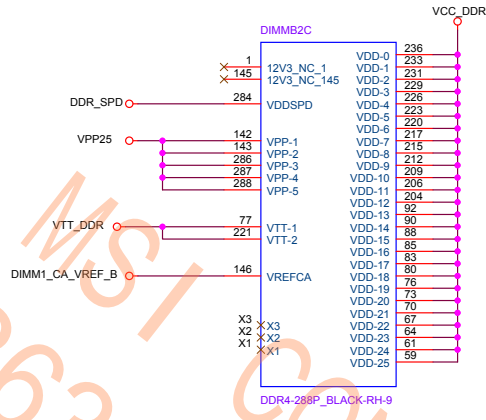 VCC_DDR
DIMMB2C
1 12V3_NC_1
145 12V3_NC_145
DDR_SPD 284 VDDSPD
VPP25 142 VPP-1
143 VPP-2
286 VPP-3
287 VPP-4
288 VPP-5
VTT_DDR 77 VTT-1
221 VTT-2
DIMM1_CA_VREF_B 146 VREFCA
X3 X3
X2 X2
X1 X1
VDD-0 236
VDD-1 233
VDD-2 231
VDD-3 229
VDD-4 226
VDD-5 223
VDD-6 220
VDD-7 217
VDD-8 215
VDD-9 212
VDD-10 209
VDD-11 206
VDD-12 204
VDD-13 92
VDD-14 90
VDD-15 88
VDD-16 85
VDD-17 83
VDD-18 80
VDD-19 76
VDD-20 73
VDD-21 70
VDD-22 67
VDD-23 64
VDD-24 61
VDD-25 59
DDR4-288P_BLACK-RH-9
MSI